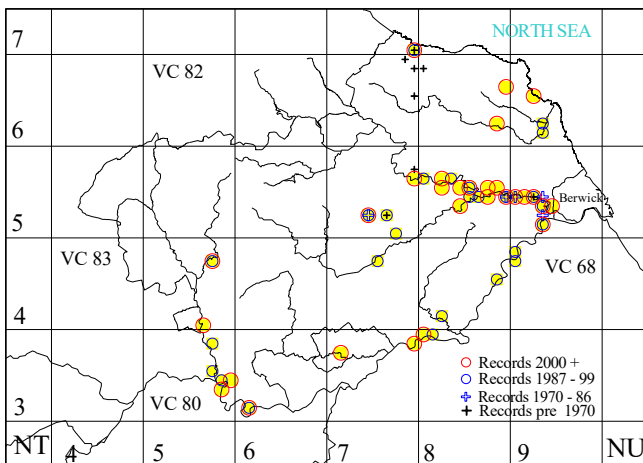 NORTH SEA
7
VC 82
6
Berwick
5
VC 83
VC 68
4
Records 2000 +
Records 1987 - 99
Records 1970 - 86
VC 80
Records pre 1970
3
NT 4 5 6 7 8 9 NU